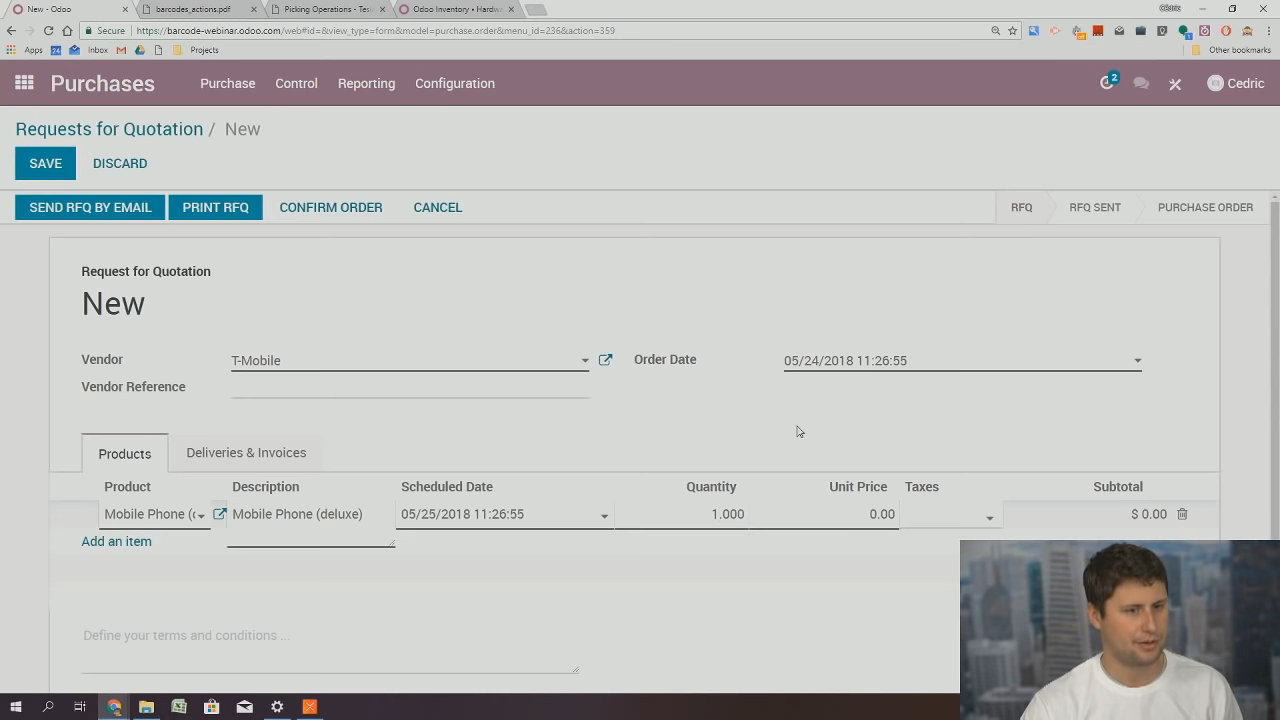 New - Odoo
barcodes_actions.pdf
Picking Operations - Tes
Odoo Inventory • Hardw
Secure
https://barcode-webinar.odoo.com/web#id=&view_type=form&model=purchase.order&menu_id=236&action=359
Apps
Inbox
Projects
Other bookmarks
Purchases
Purchase
Control
Reporting
Configuration
2
Cedric
Requests for Quotation / New
SAVE
DISCARD
SEND RFQ BY EMAIL
PRINT RFQ
CONFIRM ORDER
CANCEL
RFQ
RFQ SENT
PURCHASE ORDER
Request for Quotation
New
Vendor
T-Mobile
Order Date
05/24/2018 11:26:55
Vendor Reference
Products
Deliveries & Invoices
Product
Description
Scheduled Date
Quantity
Unit Price
Taxes
Subtotal
Mobile Phone (
Mobile Phone (deluxe)
05/25/2018 11:26:55
1.000
0.00
$ 0.00
Add an item
Define your terms and conditions ...